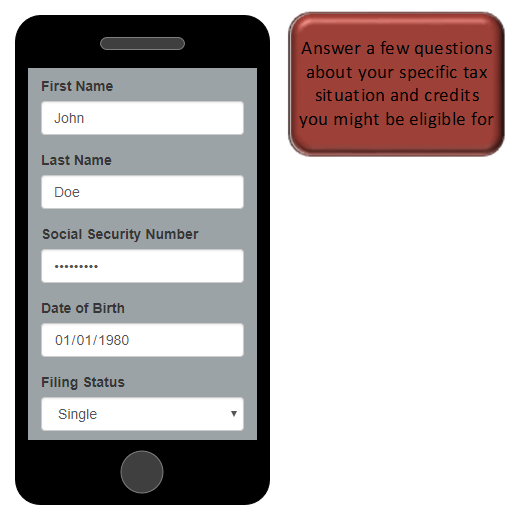 First Name
John
Last Name
Doe
Social Security Number
•••••••••
Date of Birth
01/01/1980
Filing Status
Single
Answer a few questions
about your specific tax
situation and credits
you might be eligible for